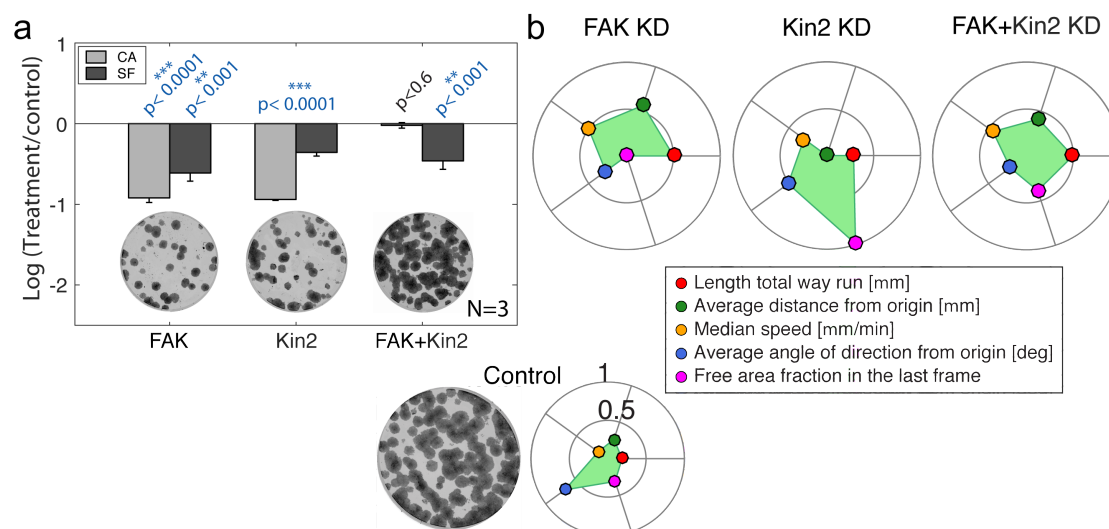 a
Log (Treatment/control)
1
0
-1
-2
CA
SF
***
p< 0.0001
**
p< 0.001
***
p< 0.0001
p<0.6
**
p< 0.001
N=3
FAK
Kin2
FAK+Kin2
b
FAK KD
Kin2 KD
FAK+Kin2 KD
Length total way run [mm]
Average distance from origin [mm]
Median speed [mm/min]
Average angle of direction from origin [deg]
Free area fraction in the last frame
Control
1
0.5